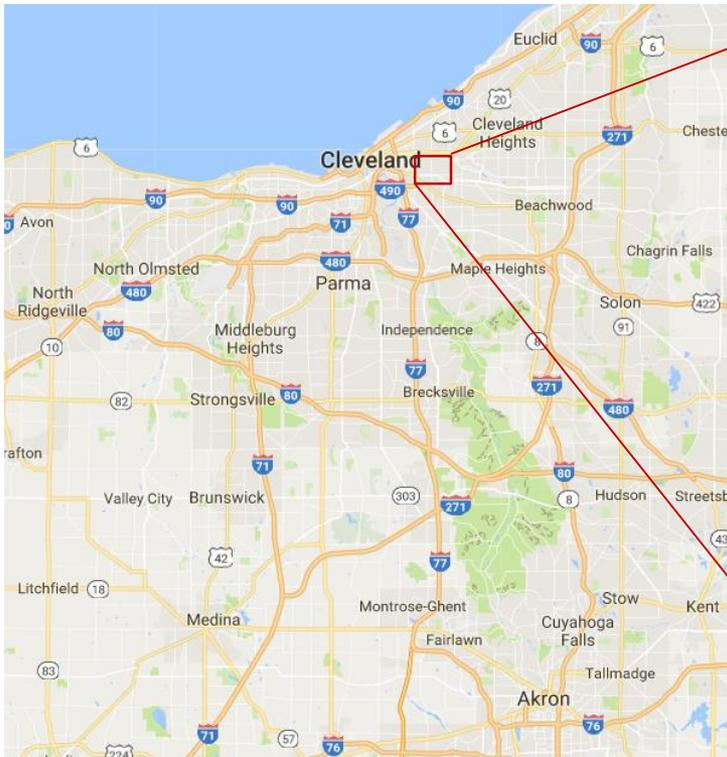 Euclid
90
6
90
20
6
Cleveland
Heights
271
Cheste
6
Cleveland
490
90
90
Beachwood
71
77
Avon
0
Chagrin Falls
480
North Olmsted
Maple Heights
480
Parma
North
Ridgeville
Solon
422
80
Middleburg
Heights
Independence
91
8
10
77
271
Brecksville
82
Strongsville
80
480
rafton
71
80
Valley City
Brunswick
303
8
Hudson
Streetsb
271
43
42
77
Litchfield
18
Stow
Montrose-Ghent
Kent
Medina
Cuyahoga
Falls
Fairlawn
83
Tallmadge
Akron
71
57
76
76
224